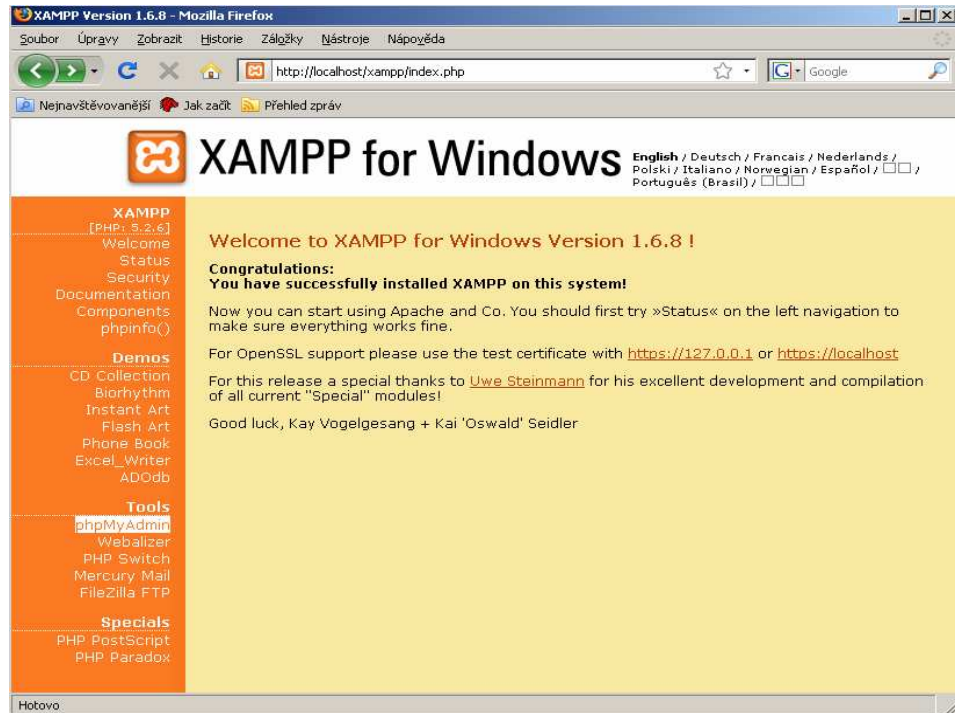 XAMPP Version 1.6.8 - Mozilla Firefox
Soubor Úpravy Zobrazit Historie Záložky Nástroje Nápověda
http://localhost/xampp/index.php
G Google
Nejnavštěvovanější Jak začít Přehled zpráv
XAMPP for Windows
English / Deutsch / Francais / Nederlands /
Polski / Italiano / Norwegian / Español / □□ /
Português (Brasil) / □□□
XAMPP
[PHP: 5.2.6]
Welcome
Status
Security
Documentation
Components
phpinfo()
Demos
CD Collection
Biorhythm
Instant Art
Flash Art
Phone Book
Excel_Writer
ADOdb
Tools
phpMyAdmin
Webalizer
PHP Switch
Mercury Mail
FileZilla FTP
Specials
PHP PostScript
PHP Paradox
Welcome to XAMPP for Windows Version 1.6.8 !
Congratulations:
You have successfully installed XAMPP on this system!
Now you can start using Apache and Co. You should first try »Status« on the left navigation to
make sure everything works fine.
For OpenSSL support please use the test certificate with https://127.0.0.1 or https://localhost
For this release a special thanks to Uwe Steinmann for his excellent development and compilation
of all current "Special" modules!
Good luck, Kay Vogelgesang + Kai 'Oswald' Seidler
Hotovo